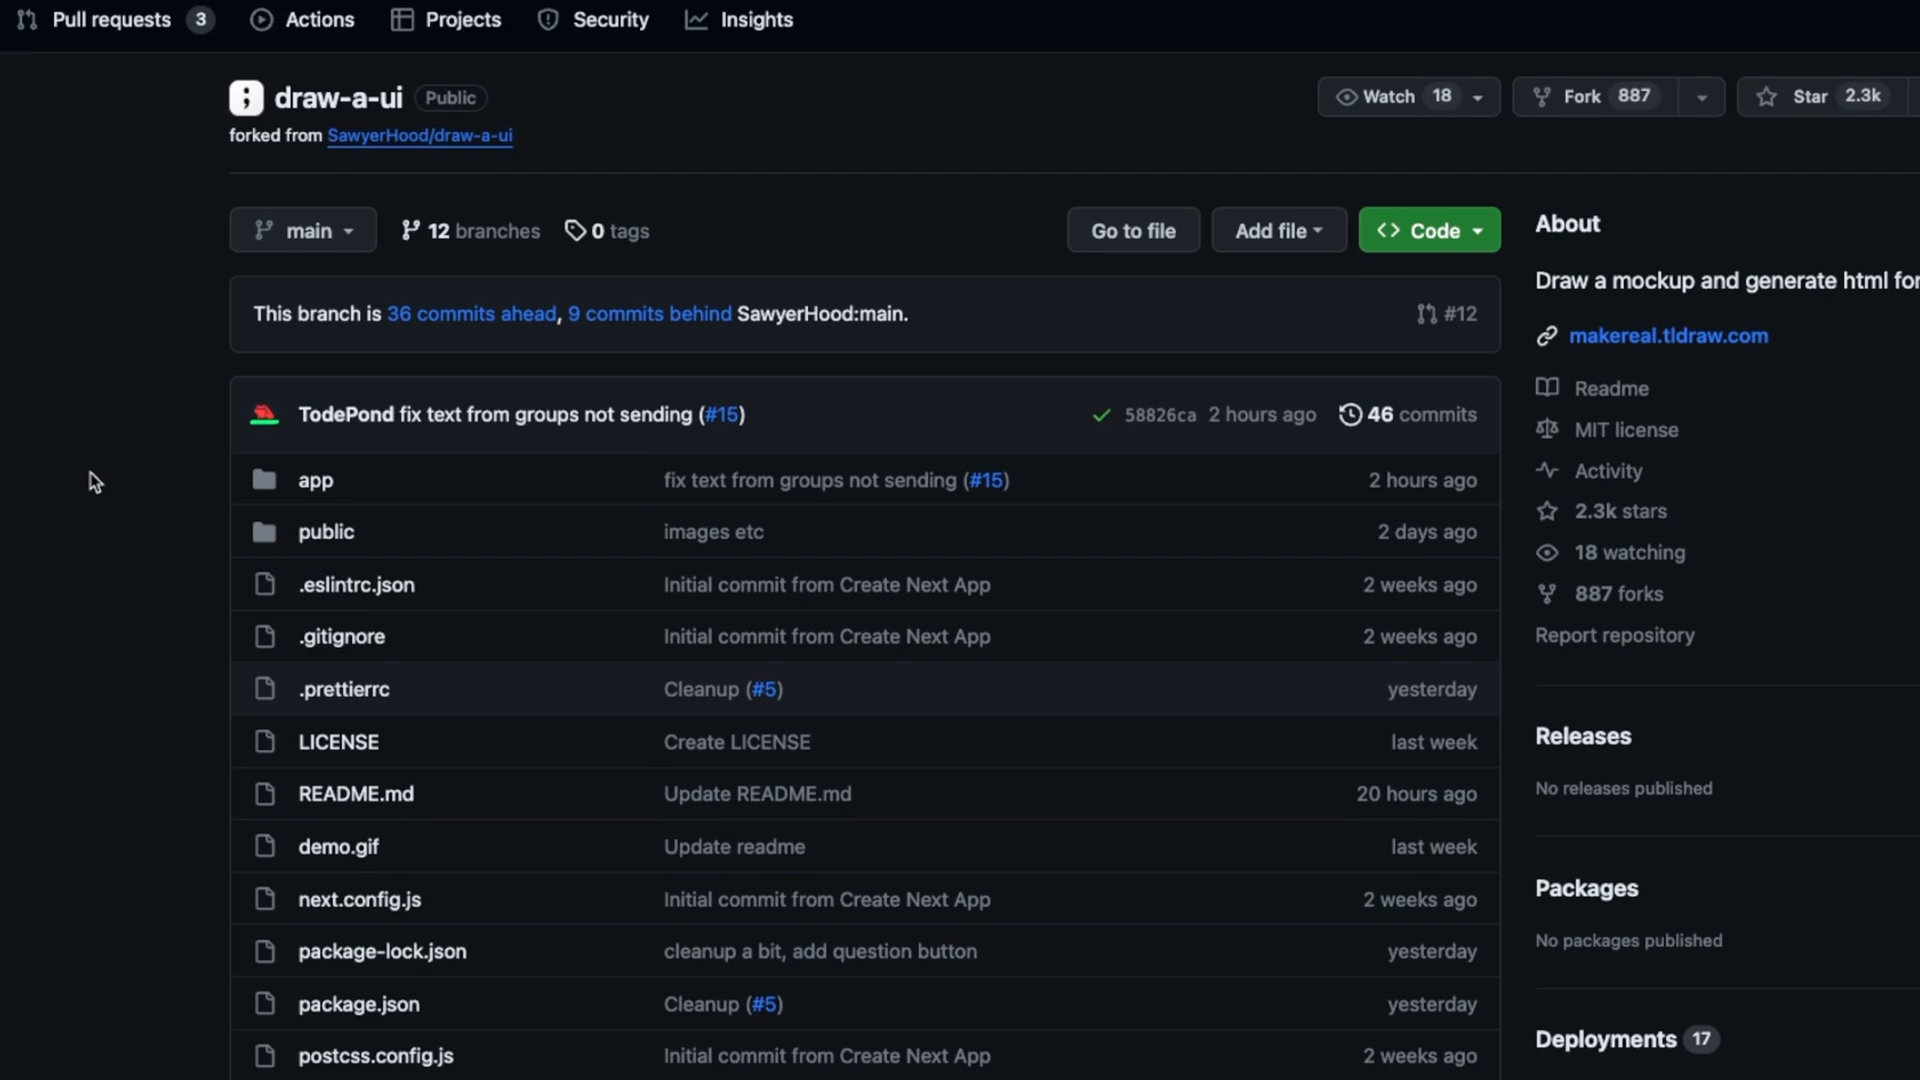 Pull requests 3 Actions Projects Security Insights
draw-a-ui Public
Watch 18 Fork 887 Star 2.3k
forked from SawyerHood/draw-a-ui
main 12 branches 0 tags Go to file Add file <> Code
This branch is 36 commits ahead, 9 commits behind SawyerHood:main. #12
TodePond fix text from groups not sending (#15) 58826ca 2 hours ago 46 commits
app fix text from groups not sending (#15) 2 hours ago
public images etc 2 days ago
.eslintrc.json Initial commit from Create Next App 2 weeks ago
.gitignore Initial commit from Create Next App 2 weeks ago
.prettierrc Cleanup (#5) yesterday
LICENSE Create LICENSE last week
README.md Update README.md 20 hours ago
demo.gif Update readme last week
next.config.js Initial commit from Create Next App 2 weeks ago
package-lock.json cleanup a bit, add question button yesterday
package.json Cleanup (#5) yesterday
postcss.config.js Initial commit from Create Next App 2 weeks ago
About
Draw a mockup and generate html for
makereal.tldraw.com
Readme
MIT license
Activity
2.3k stars
18 watching
887 forks
Report repository
Releases
No releases published
Packages
No packages published
Deployments 17